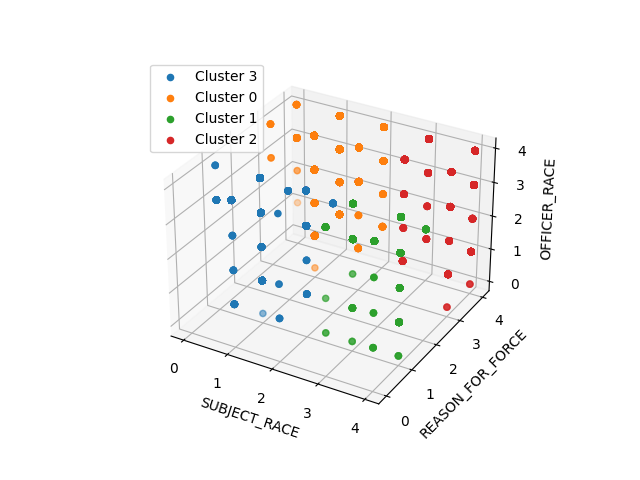 Cluster 3
Cluster 0
Cluster 1
Cluster 2
4
3
2
1
0
OFFICER_RACE
4
3
2
1
0
REASON_FOR_FORCE
0
1
2
3
4
SUBJECT_RACE